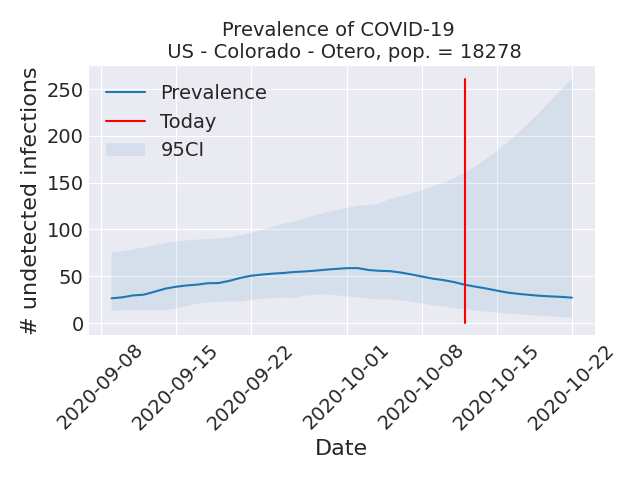 Prevalence of COVID-19
US - Colorado - Otero, pop. = 18278
# undetected infections
250
200
150
100
50
0
Prevalence
Today
95CI
2020-09-08
2020-09-15
2020-09-22
2020-10-01
2020-10-08
2020-10-15
2020-10-22
Date